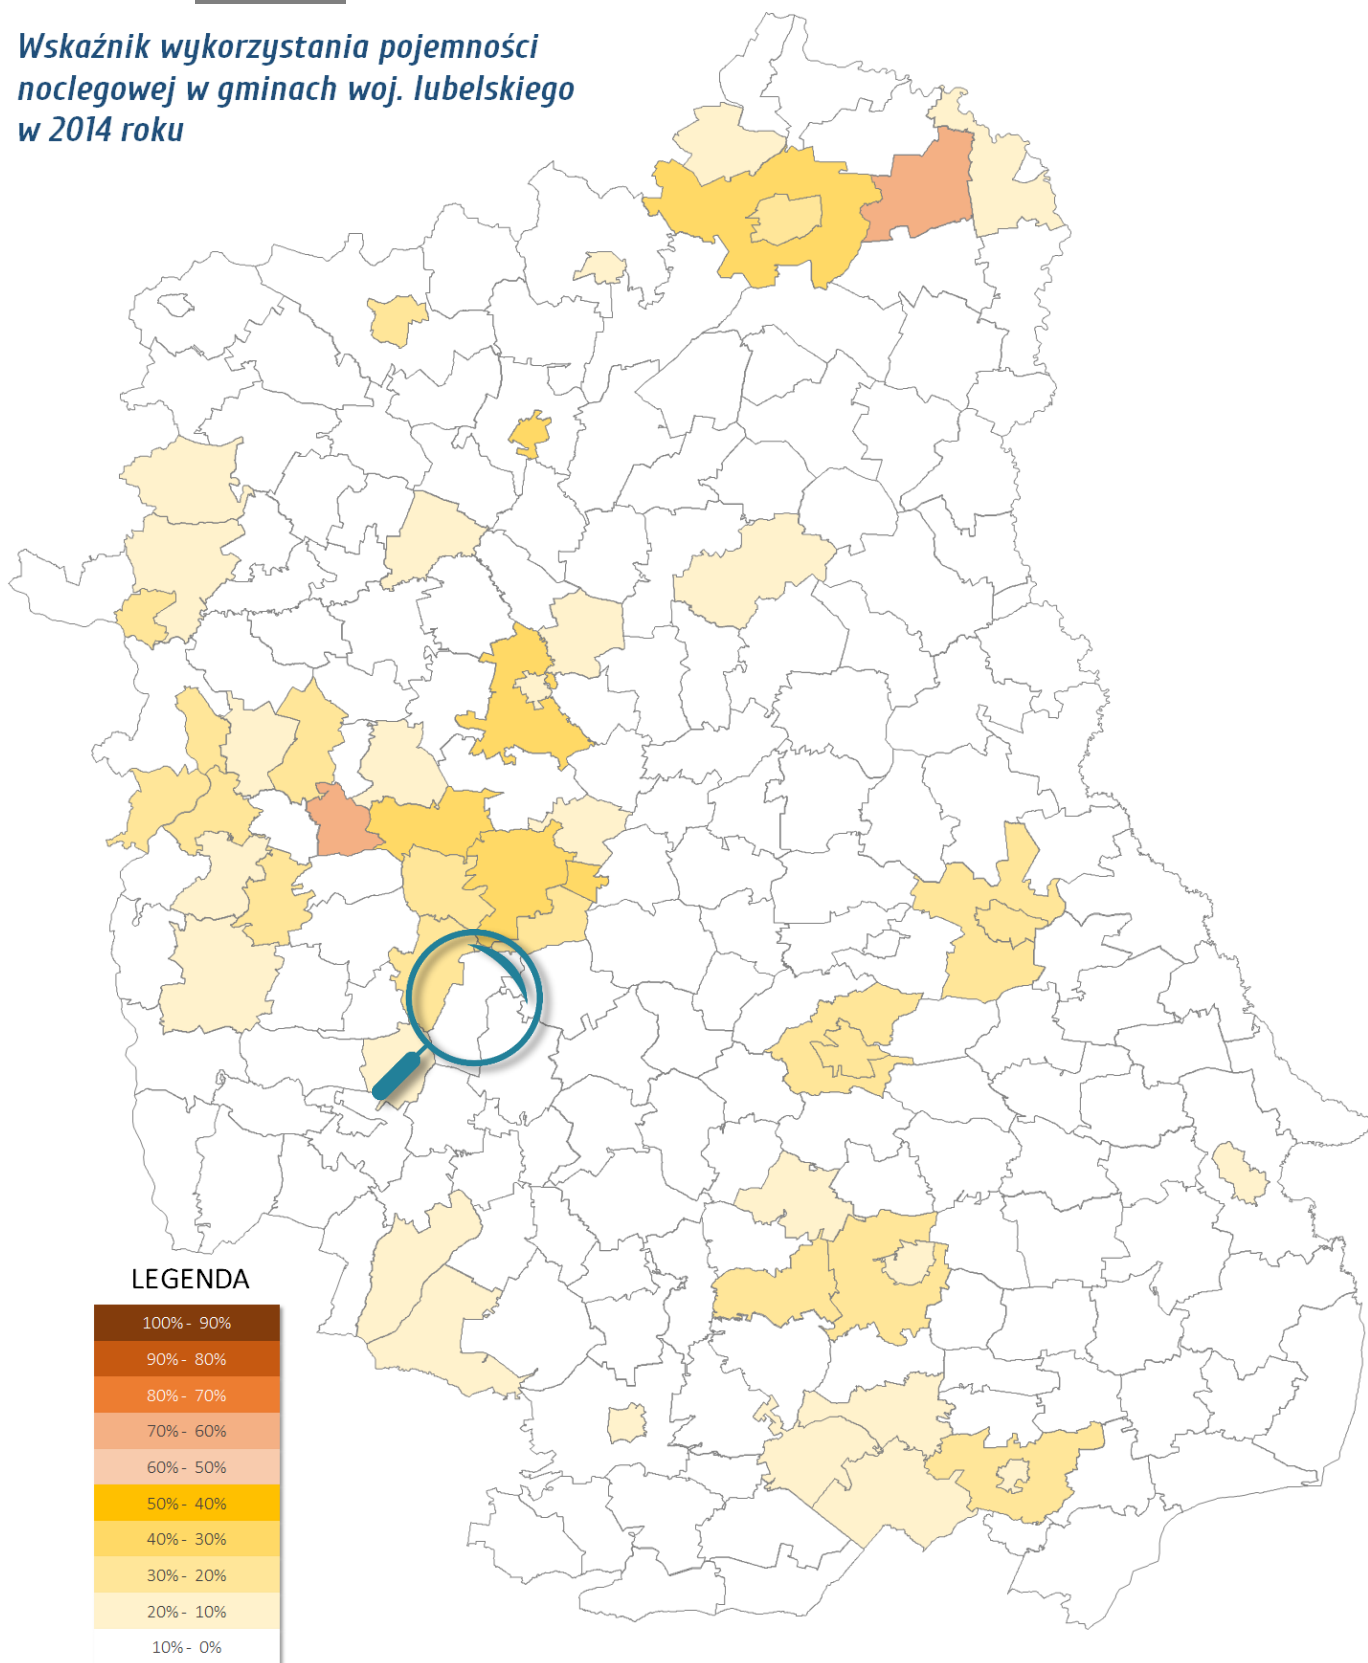 Wskaźnik wykorzystania pojemności
noclegowej w gminach woj. lubelskiego
w 2014 roku
LEGENDA
100% - 90%
90% - 80%
80% - 70%
70% - 60%
60% - 50%
50% - 40%
40% - 30%
30% - 20%
20% - 10%
10% - 0%